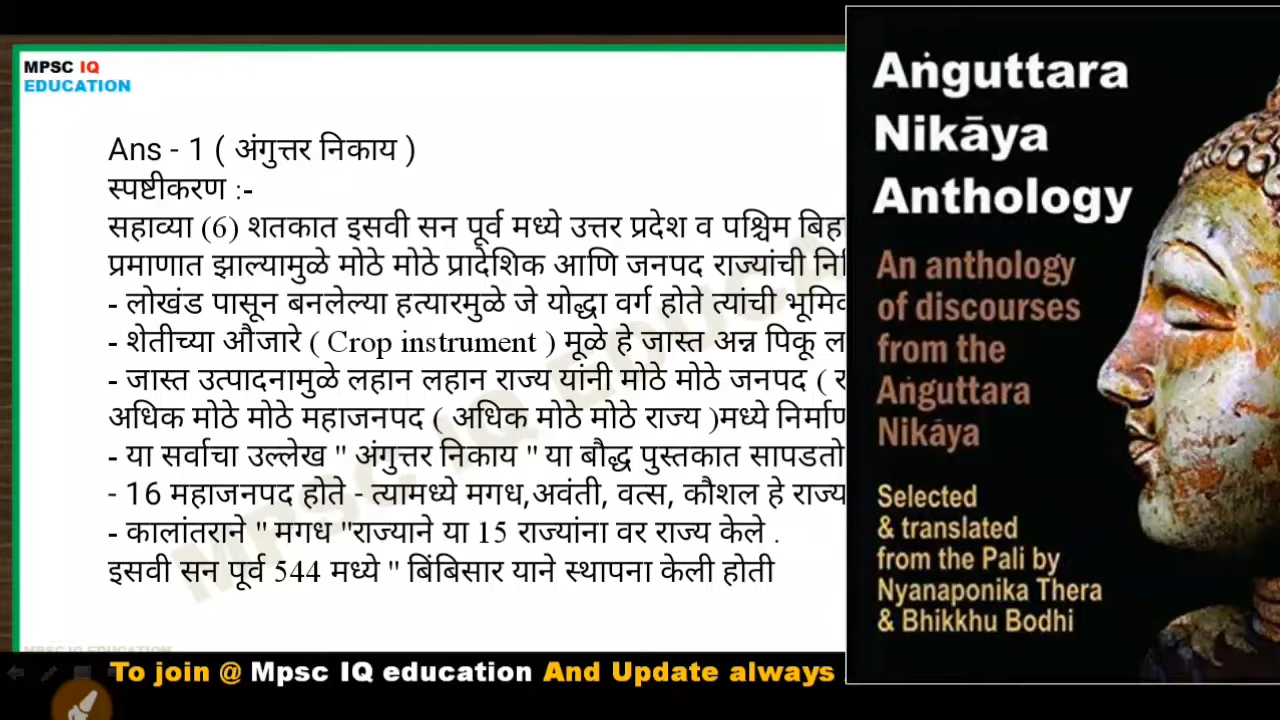 MPSC IQ
EDUCATION
Ans - 1 ( अंगुत्तर निकाय )
स्पष्टीकरण :-
सहाव्या (6) शतकात इसवी सन पूर्व मध्ये उत्तर प्रदेश व पश्चिम
प्रमाणात झाल्यामुळे मोठे मोठे प्रादेशिक आणि जनपद राज्यांची
- लोखंड पासून बनलेल्या हत्यारमुळे जे योद्धा वर्ग होते त्यांची
- शेतीच्या औजारे ( Crop instrument ) मूळे हे जास्त अन्न पिकू
- जास्त उत्पादनामुळे लहान लहान राज्य यांनी मोठे मोठे जनपद (
अधिक मोठे मोठे महाजनपद ( अधिक मोठे मोठे राज्य )मध्ये
- या सर्वाचा उल्लेख " अंगुत्तर निकाय " या बौद्ध पुस्तकात सापडतो
- 16 महाजनपद होते - त्यामध्ये मगध,अवंती, वत्स, कौशल हे राज्य
- कालांतराने " मगध "राज्याने या 15 राज्यांना वर राज्य केले .
इसवी सन पूर्व 544 मध्ये " बिंबिसार याने स्थापना केली होती
MPSC IQ EDUCATION
To join @ Mpsc IQ education And Update always
Aṅguttara
Nikāya
Anthology
An anthology
of discourses
from the
Aṅguttara
Nikāya
Selected
& translated
from the Pali by
Nyanaponika Thera
& Bhikkhu Bodhi